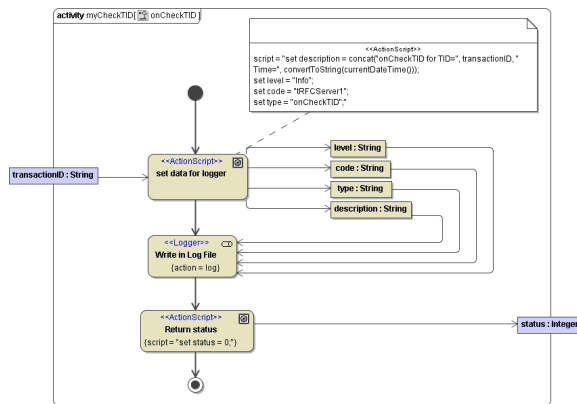 activity myCheckTID[ onCheckTID ]
<<ActionScript>>
script = "set description = concat("onCheckTID for TID=", transactionID, "
Time=", convertToString(currentDateTime()));
set level = "Info";
set code = "tRFCServer1";
set type = "onCheckTID";"
transactionID : String
<<ActionScript>>
set data for logger
level : String
code : String
type : String
description : String
<<Logger>>
Write in Log File
{action = log}
<<ActionScript>>
Return status
{script = "set status = 0;"}
status : Integer